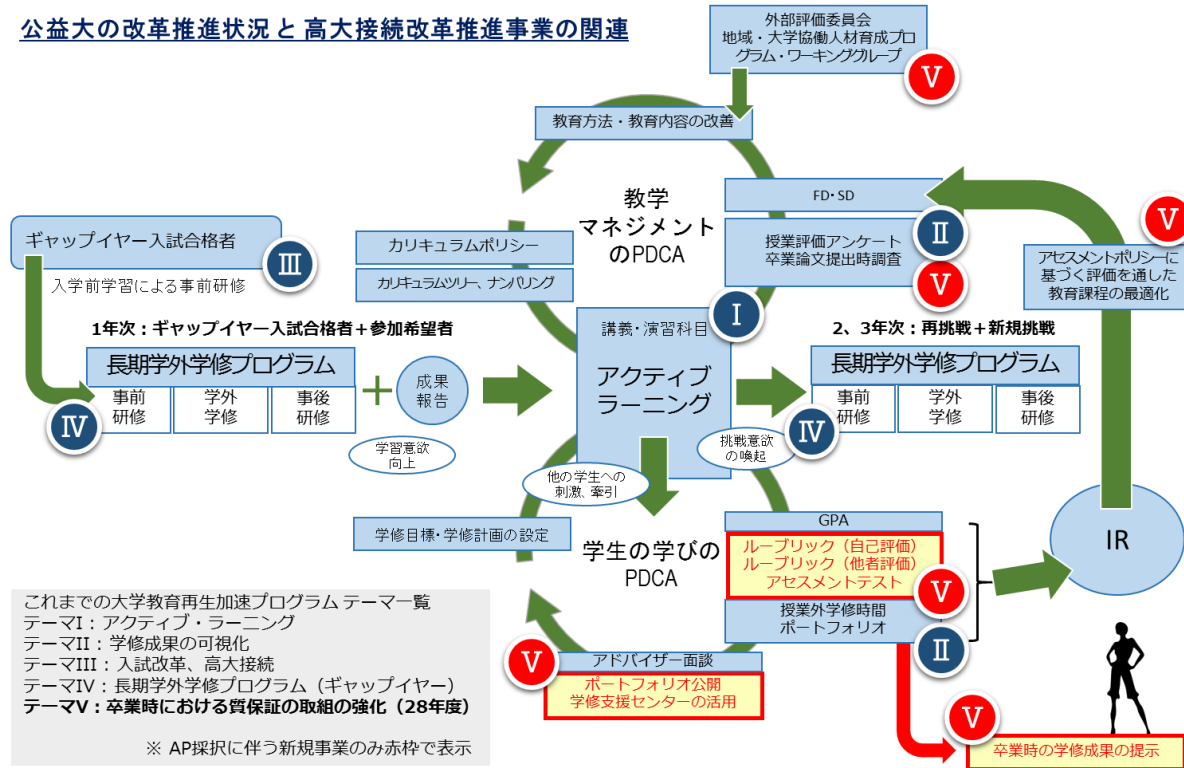 公益大の改革推進状況 と 高大接続改革推進事業の関連
外部評価委員会
地域・大学協働人材育成プロ
グラム・ワーキンググループ
Ⅴ
教育方法・教育内容の改善
教学
マネジメント
のPDCA
FD・SD
Ⅱ
授業評価アンケート
卒業論文提出時調査
Ⅴ
Ⅴ
アセスメントポリシーに
基づく評価を通した
教育課程の最適化
ギャップイヤー入試合格者
Ⅲ
入学前学習による事前研修
カリキュラムポリシー
カリキュラムツリー、ナンバリング
1年次：ギャップイヤー入試合格者＋参加希望者
長期学外学修プログラム
事前
研修
学外
学修
事後
研修
Ⅳ
＋
成果
報告
学習意欲
向上
Ⅰ
講義・演習科目
アクティブ
ラーニング
他の学生への
刺激、牽引
挑戦意欲
の喚起
2、3年次：再挑戦＋新規挑戦
長期学外学修プログラム
事前
研修
学外
学修
事後
研修
Ⅳ
学修目標・学修計画の設定
学生の学びの
PDCA
GPA
ルーブリック（自己評価）
ルーブリック（他者評価）
アセスメントテスト
Ⅴ
授業外学修時間
ポートフォリオ
Ⅱ
IR
Ⅴ
アドバイザー面談
ポートフォリオ公開
学修支援センターの活用
Ⅴ
卒業時の学修成果の提示
これまでの大学教育再生加速プログラム テーマ一覧
テーマI：アクティブ・ラーニング
テーマII：学修成果の可視化
テーマIII：入試改革、高大接続
テーマIV：長期学外学修プログラム（ギャップイヤー）
テーマV：卒業時における質保証の取組の強化（28年度）
※ AP採択に伴う新規事業のみ赤枠で表示